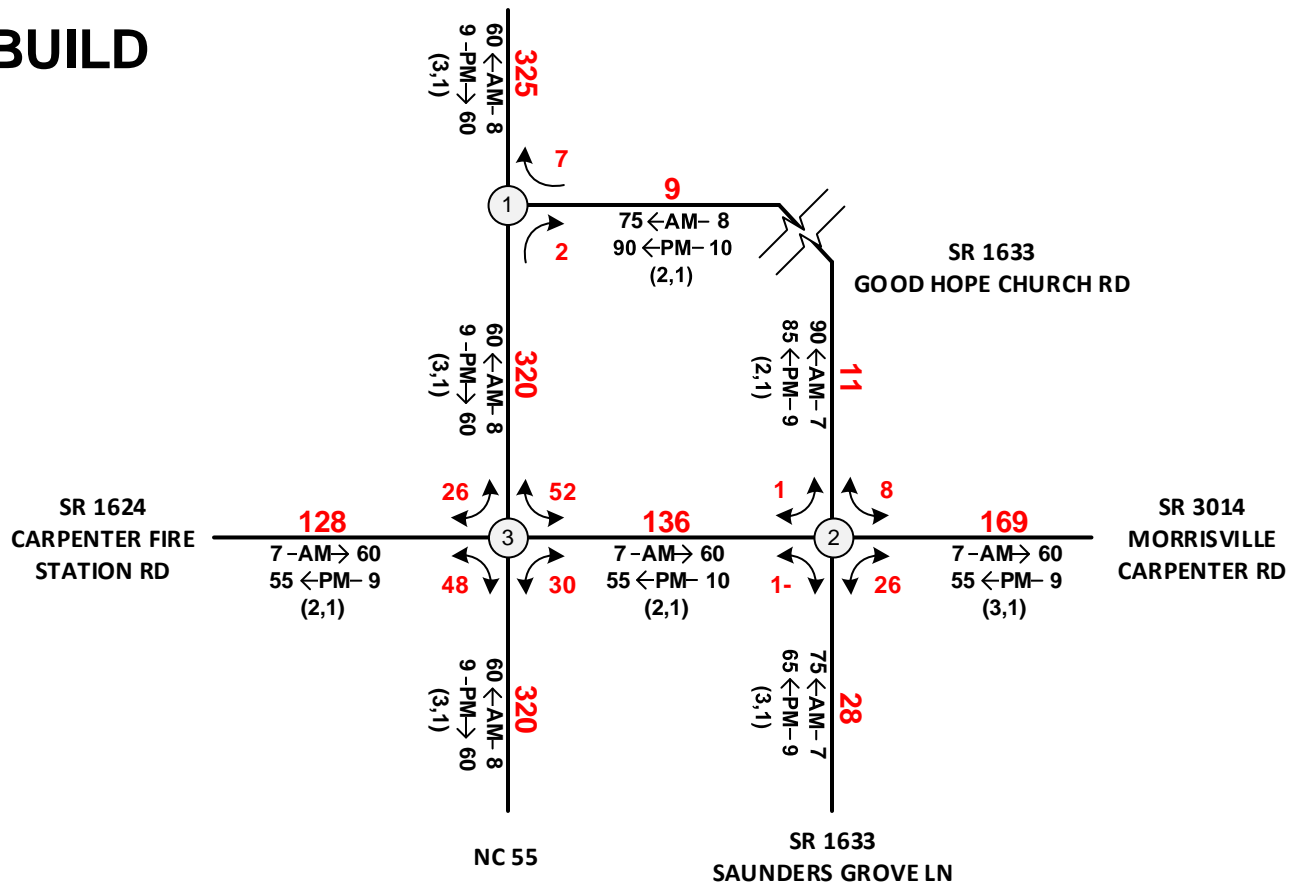 BUILD
325
60 ←AM– 8
9 -PM→ 60
(3,1)
7
1
9
2
75 ←AM– 8
90 ←PM– 10
(2,1)
SR 1633
GOOD HOPE CHURCH RD
320
60 ←AM– 8
9 -PM→ 60
(3,1)
11
90 ←AM– 7
85 ←PM– 9
(2,1)
26
52
1
8
SR 1624
CARPENTER FIRE
STATION RD
128
3
136
2
169
7 -AM→ 60
55 ←PM– 9
(2,1)
7 -AM→ 60
55 ←PM– 10
(2,1)
7 -AM→ 60
55 ←PM– 9
(3,1)
SR 3014
MORRISVILLE
CARPENTER RD
48
30
1-
26
320
60 ←AM– 8
9 -PM→ 60
(3,1)
28
75 ←AM– 7
65 ←PM– 9
(3,1)
NC 55
SR 1633
SAUNDERS GROVE LN